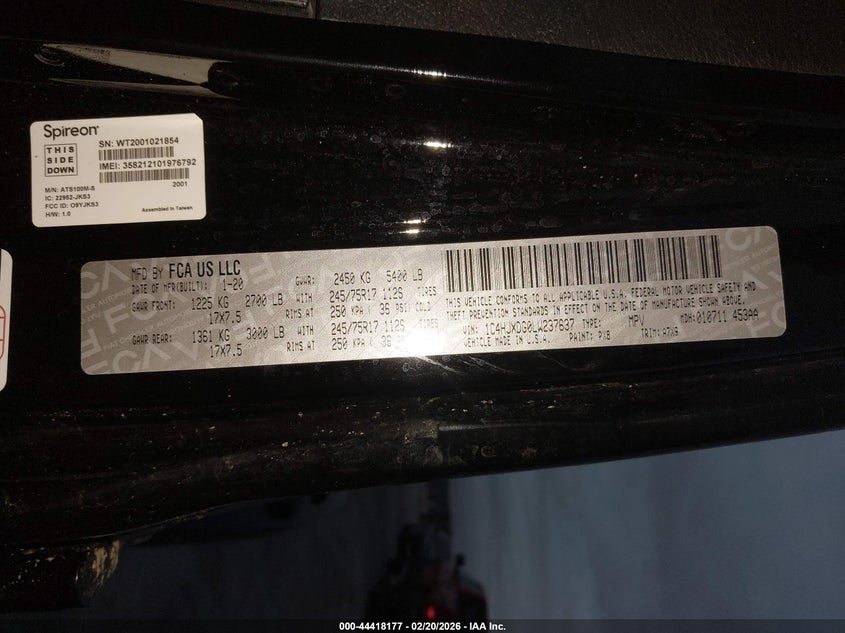 Spireon
THIS
SIDE
DOWN
SN: WT2001021854
IMEI: 358212101976792
2001
M/N: ATS100M-S
IC: 22982-JKS3
FCC ID: O9YJKS3
H/W: 1.0
Assembled in Taiwan
MFD BY FCA US LLC
DATE OF MFR(BUILT): 1-20 GVWR: 2450 KG 5400 LB
GAWR FRONT: 1225 KG 2700 LB WITH 245/75R17 112S TIRES
17X7.5 RIMS AT 250 KPA ( 36 PSI) COLD
GAWR REAR: 1361 KG 3000 LB WITH 245/75R17 112S TIRES
17X7.5 RIMS AT 250 KPA ( 36
THIS VEHICLE CONFORMS TO ALL APPLICABLE U.S.A. FEDERAL MOTOR VEHICLE SAFETY AND
THEFT PREVENTION STANDARDS IN EFFECT ON THE DATE OF MANUFACTURE SHOWN ABOVE.
VIN: 1C4HJXDG0LW237637 TYPE: MPV MDH: 010711 453AA
VEHICLE MADE IN U.S.A. PAINT: PX8 TRIM: A7X9
000-44418177 - 02/20/2026 - IAA Inc.